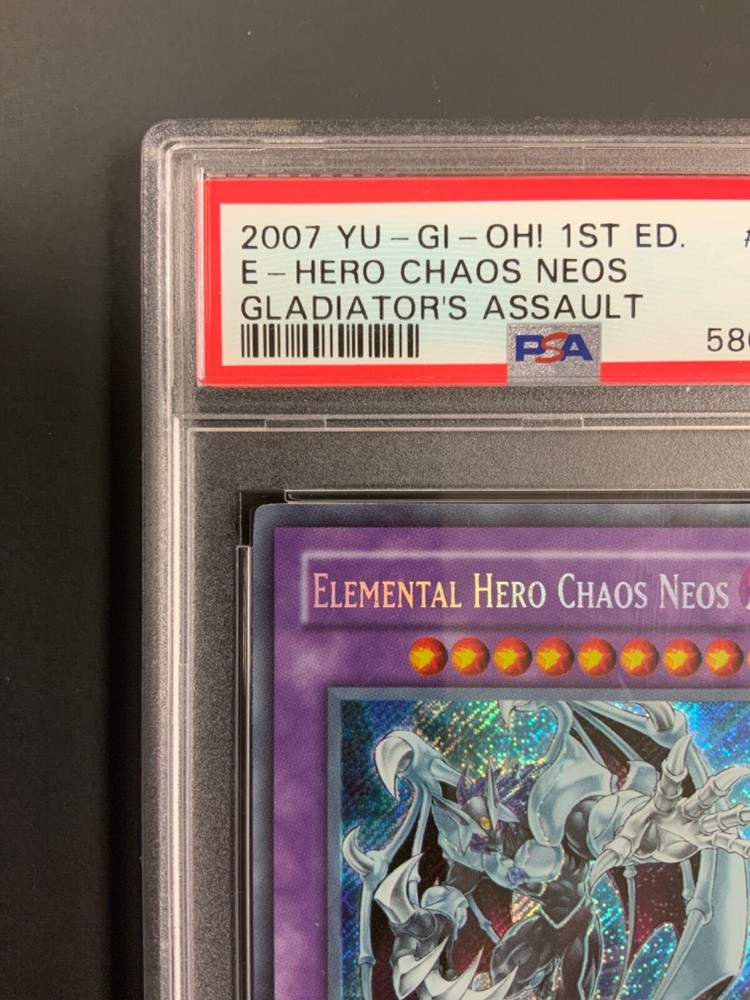 2007 YU-GI-OH! 1ST ED. #
E-HERO CHAOS NEOS
GLADIATOR'S ASSAULT
PSA
ELEMENTAL HERO CHAOS NEOS